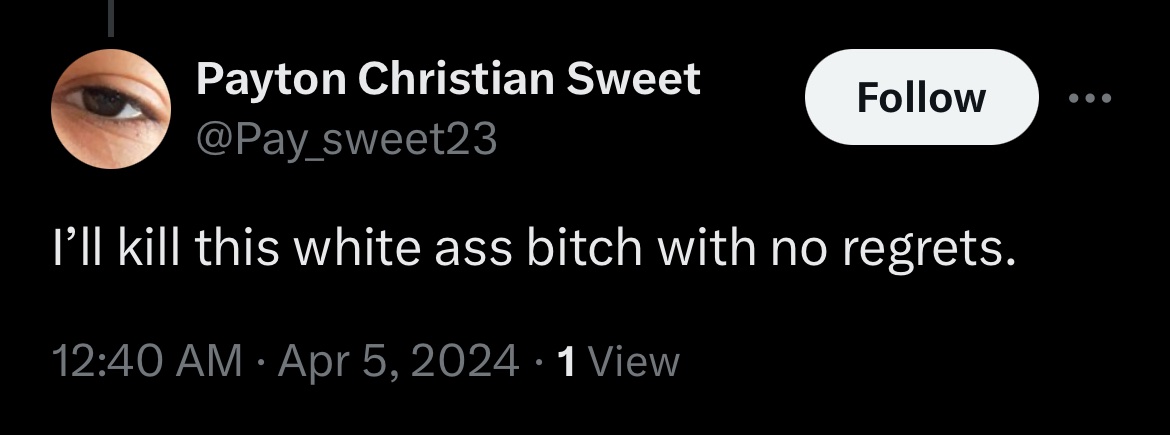 Payton Christian Sweet
Follow
@Pay_sweet23
I’ll kill this white ass bitch with no regrets.
12:40 AM · Apr 5, 2024 · 1 View